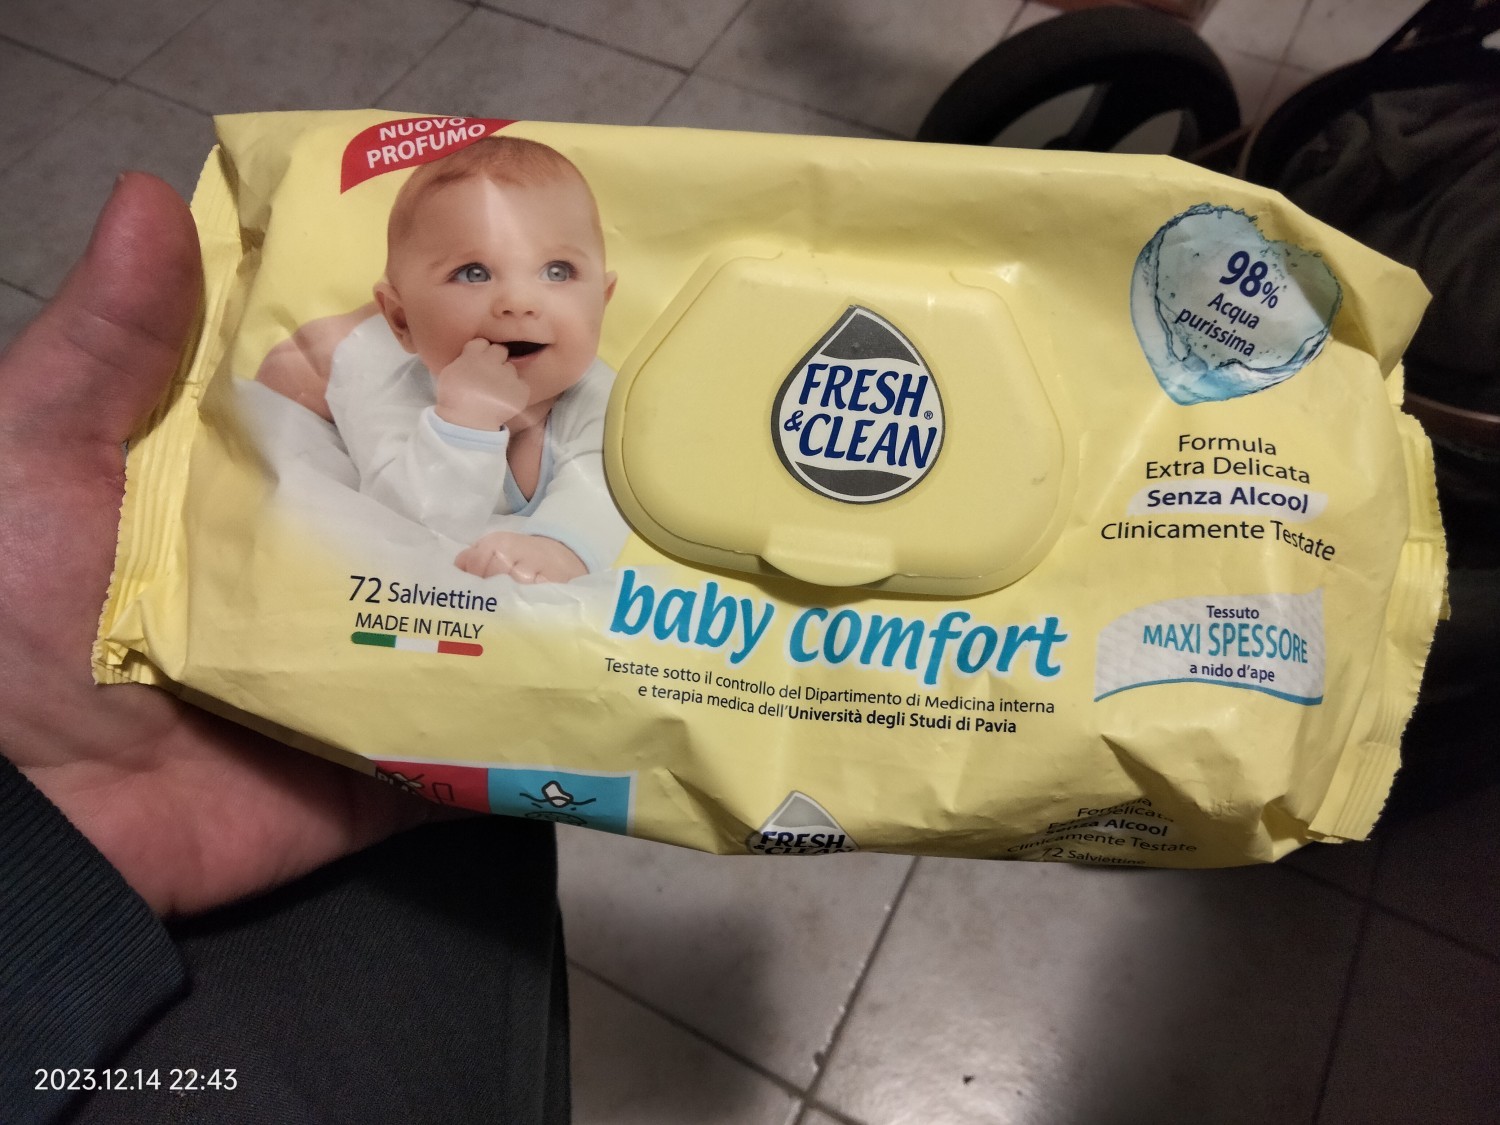 NUOVO
PROFUMO
98%
Acqua
purissima
FRESH®
& CLEAN
Formula
Extra Delicata
Senza Alcool
Clinicamente Testate
72 Salviettine
MADE IN ITALY
baby comfort
Testate sotto il controllo del Dipartimento di Medicina interna
e terapia medica dell'Università degli Studi di Pavia
Tessuto
MAXI SPESSORE
a nido d'ape
FRESH
& CLEAN
Senza Alcool
Clinicamente Testate
72 Salviettine
2023.12.14 22:43